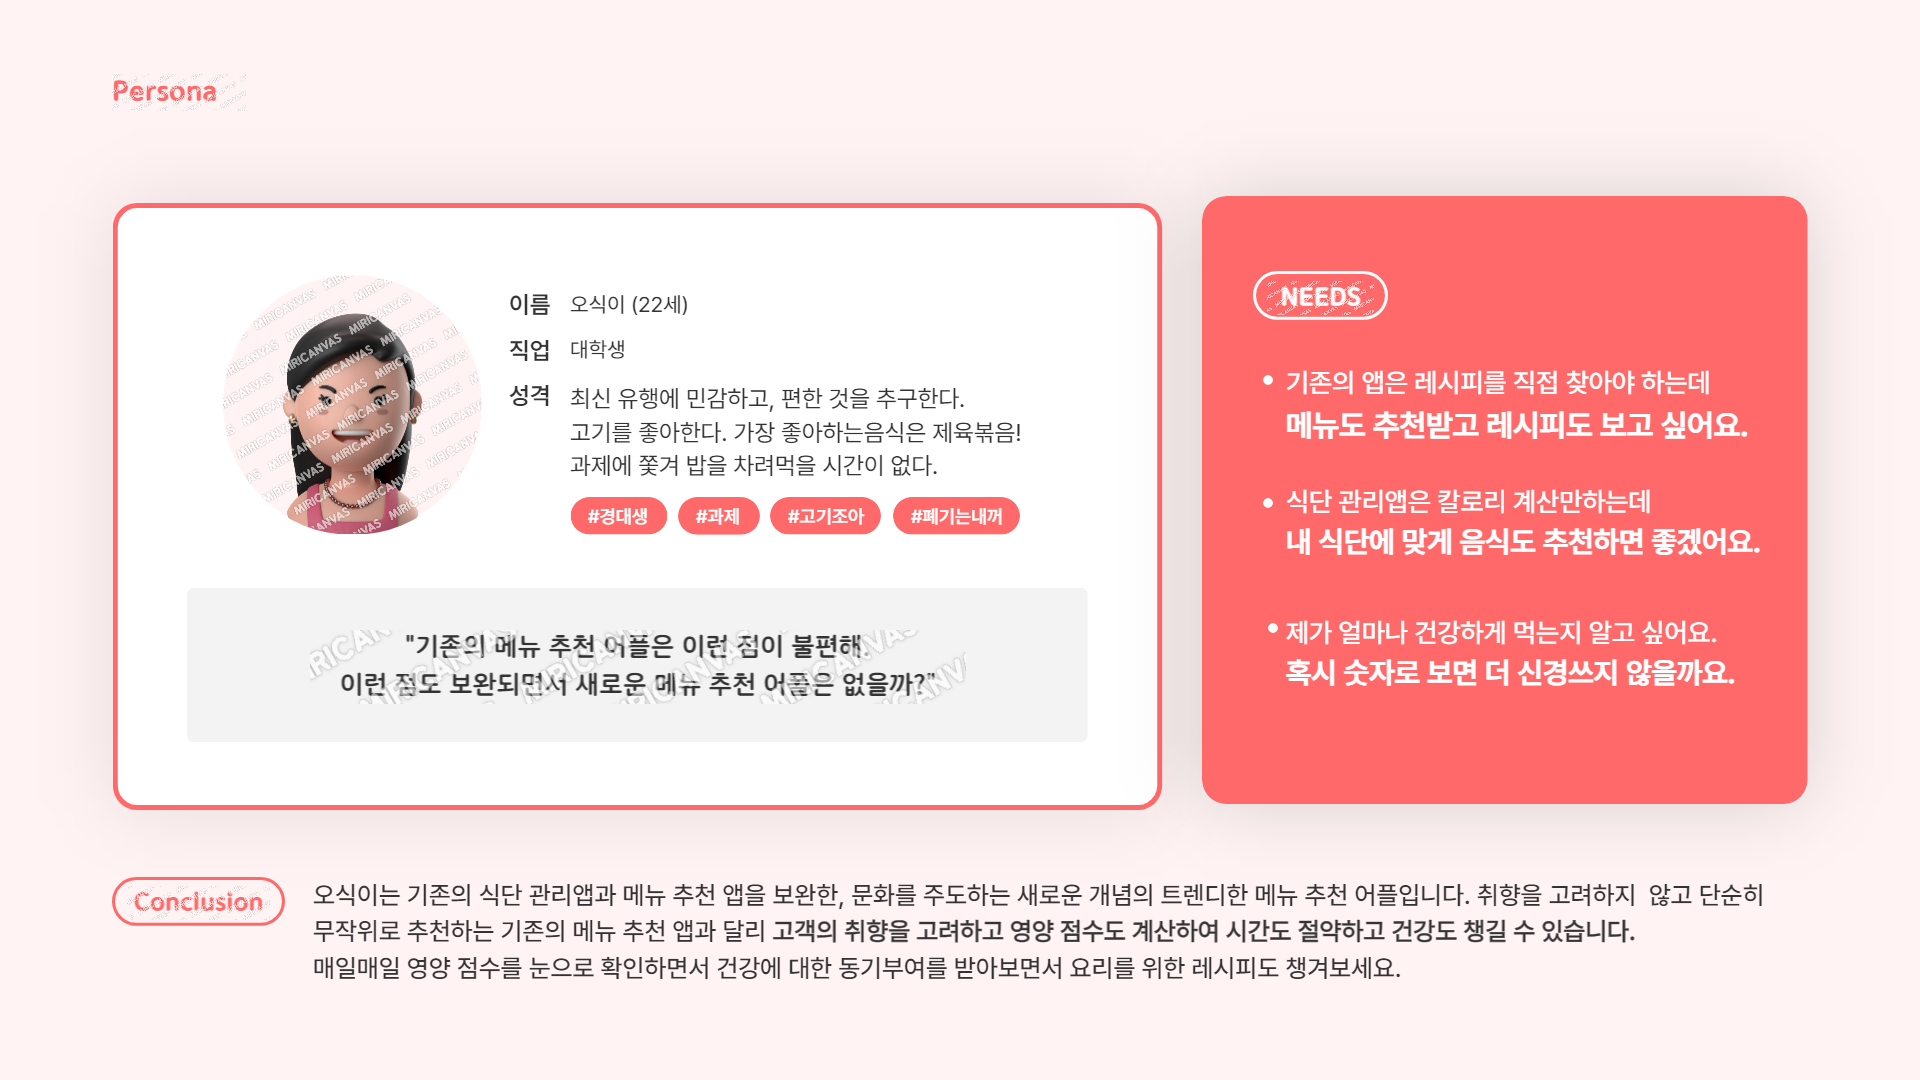 Persona
이름 오식이 (22세)
직업 대학생
성격 최신 유행에 민감하고, 편한 것을 추구한다.
고기를 좋아한다. 가장 좋아하는음식은 제육볶음!
과제에 쫓겨 밥을 차려먹을 시간이 없다.
#경대생 #과제 #고기조아 #폐기는내꺼
"기존의 메뉴 추천 어플은 이런 점이 불편해.
이런 점도 보완되면서 새로운 메뉴 추천 어플은 없을까?"
NEEDS
• 기존의 앱은 레시피를 직접 찾아야 하는데
메뉴도 추천받고 레시피도 보고 싶어요.
• 식단 관리앱은 칼로리 계산만하는데
내 식단에 맞게 음식도 추천하면 좋겠어요.
• 제가 얼마나 건강하게 먹는지 알고 싶어요.
혹시 숫자로 보면 더 신경쓰지 않을까요.
Conclusion
오식이는 기존의 식단 관리앱과 메뉴 추천 앱을 보완한, 문화를 주도하는 새로운 개념의 트렌디한 메뉴 추천 어플입니다. 취향을 고려하지 않고 단순히
무작위로 추천하는 기존의 메뉴 추천 앱과 달리 고객의 취향을 고려하고 영양 점수도 계산하여 시간도 절약하고 건강도 챙길 수 있습니다.
매일매일 영양 점수를 눈으로 확인하면서 건강에 대한 동기부여를 받아보면서 요리를 위한 레시피도 챙겨보세요.
MIRICANVAS